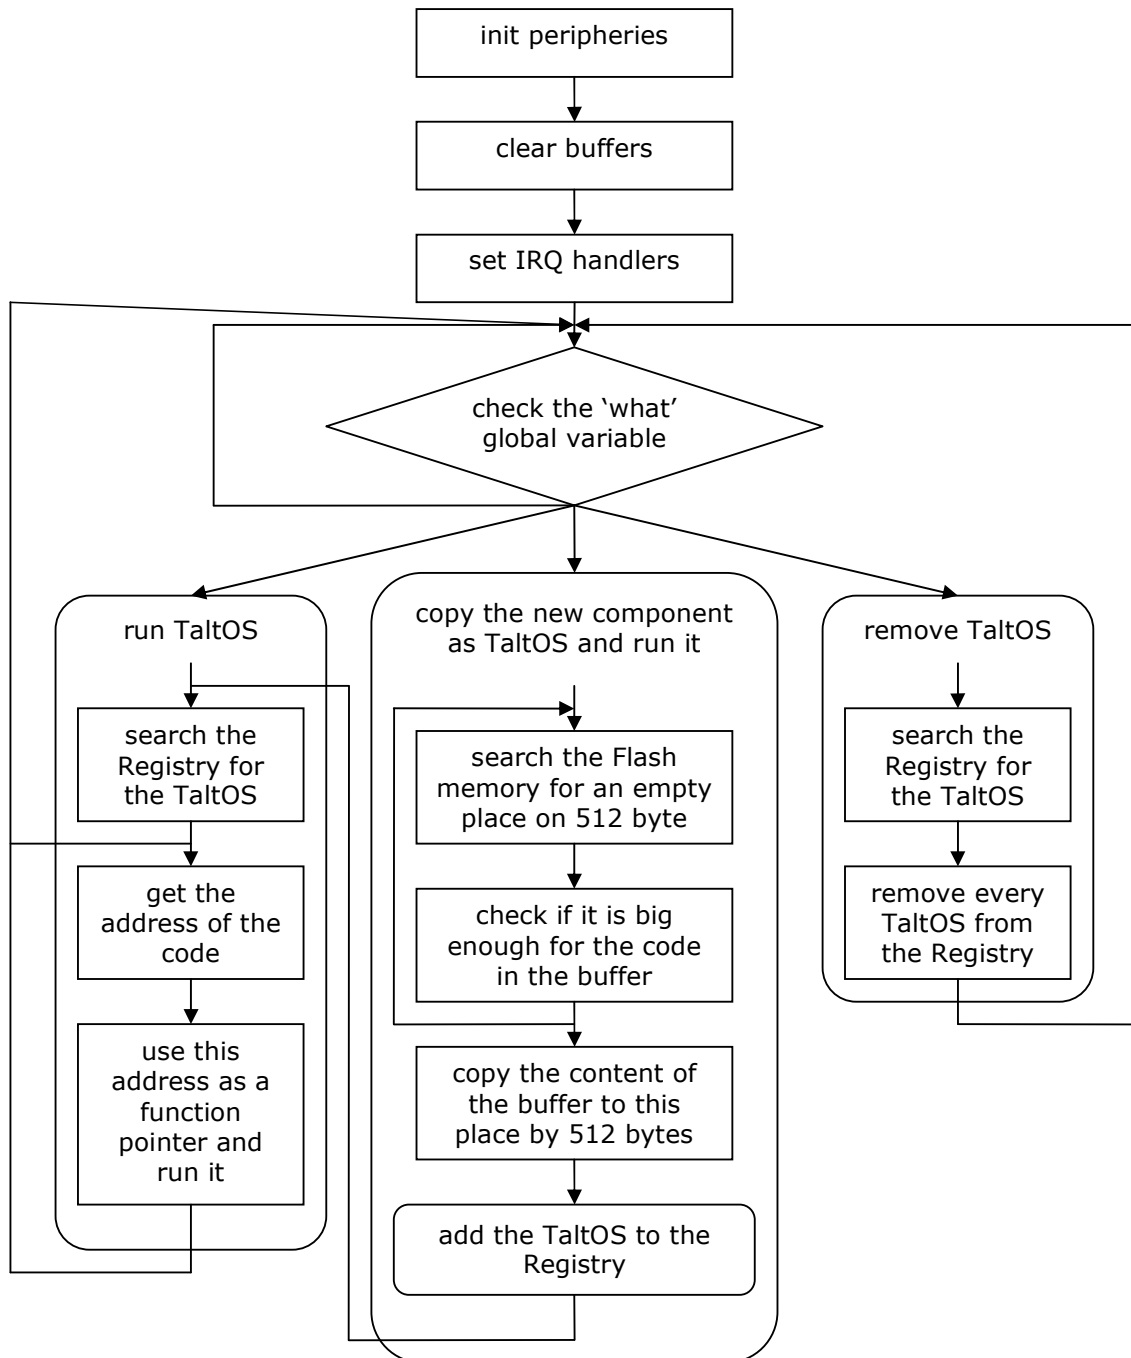 init peripheries
clear buffers
set IRQ handlers
check the ‘what’
global variable
run TaltOS
search the
Registry for
the TaltOS
get the
address of the
code
use this
address as a
function
pointer and
run it
copy the new component
as TaltOS and run it
search the Flash
memory for an empty
place on 512 byte
check if it is big
enough for the code
in the buffer
copy the content of
the buffer to this
place by 512 bytes
add the TaltOS to the
Registry
remove TaltOS
search the
Registry for
the TaltOS
remove every
TaltOS from
the Registry